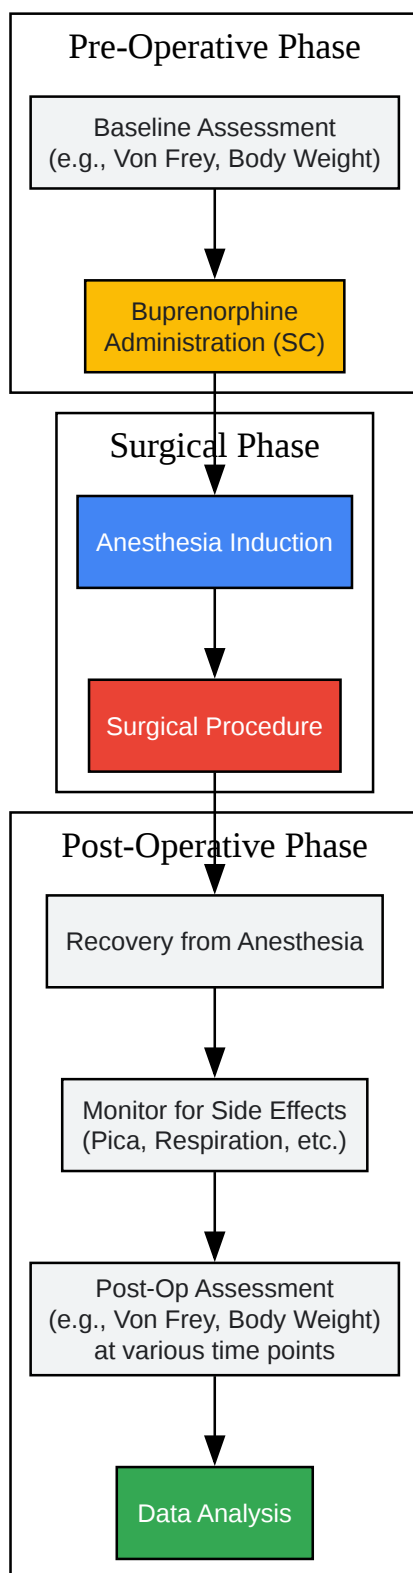 Pre-Operative Phase
Baseline Assessment
(e.g., Von Frey, Body Weight)
Buprenorphine
Administration (SC)
Surgical Phase
Anesthesia Induction
Surgical Procedure
Post-Operative Phase
Recovery from Anesthesia
Monitor for Side Effects
(Pica, Respiration, etc.)
Post-Op Assessment
(e.g., Von Frey, Body Weight)
at various time points
Data Analysis